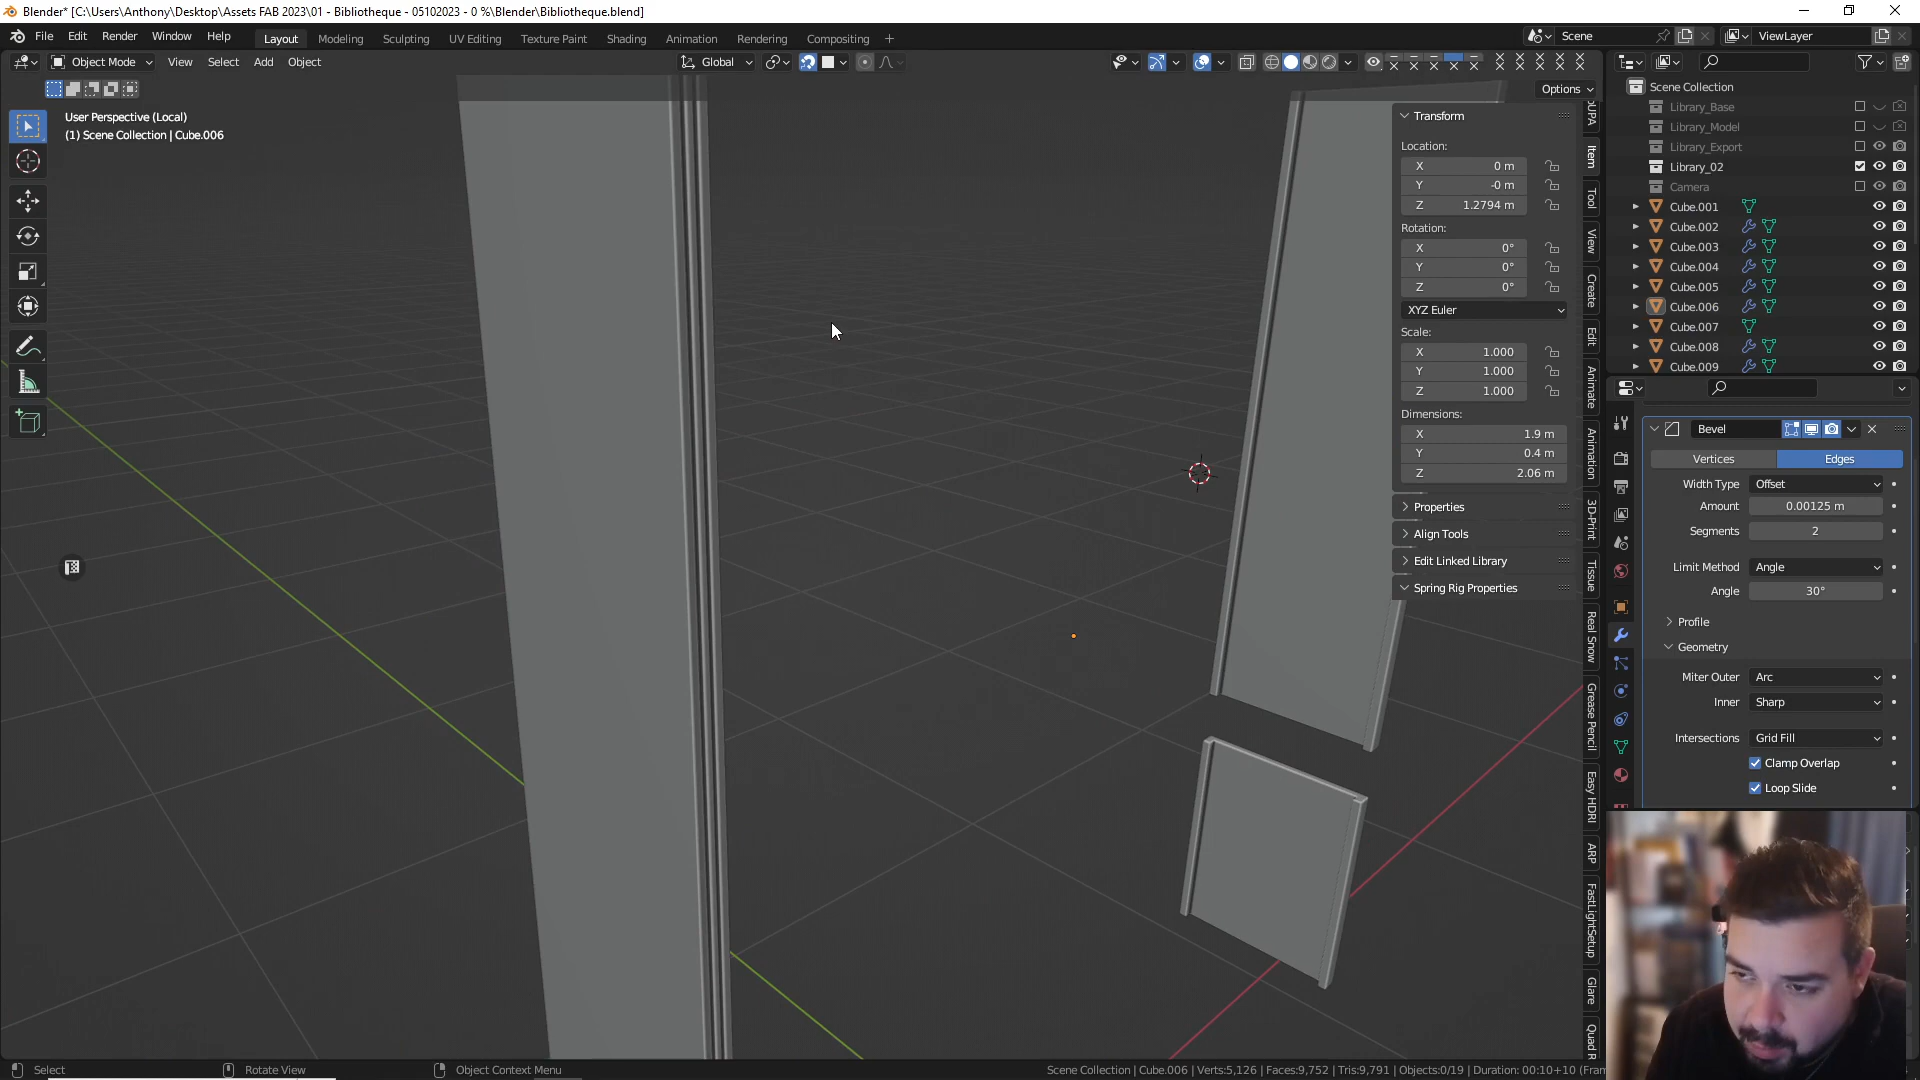 Blender* [C:\Users\Anthony\Desktop\Assets FAB 2023\01 - Bibliotheque - 05102023 - 0 %\Blender\Bibliotheque.blend]
File Edit Render Window Help Layout Modeling Sculpting UV Editing Texture Paint Shading Animation Rendering Compositing + Scene ViewLayer
Object Mode View Select Add Object Global
Options
User Perspective (Local)
(1) Scene Collection | Cube.006
Transform
Location:
X 0 m
Y -0 m
Z 1.2794 m
Rotation:
X 0°
Y 0°
Z 0°
XYZ Euler
Scale:
X 1.000
Y 1.000
Z 1.000
Dimensions:
X 1.9 m
Y 0.4 m
Z 2.06 m
Properties
Align Tools
Edit Linked Library
Spring Rig Properties
Item
Tool
View
Create
Edit
Animate
Animation
3D-Print
Tissue
Real Snow
Grease Pencil
Easy HDRI
ARP
FastLightSetup
Glare
Quad R
Scene Collection
Library_Base
Library_Model
Library_Export
Library_02
Camera
Cube.001
Cube.002
Cube.003
Cube.004
Cube.005
Cube.006
Cube.007
Cube.008
Cube.009
Bevel
Vertices Edges
Width Type Offset
Amount 0.00125 m
Segments 2
Limit Method Angle
Angle 30°
Profile
Geometry
Miter Outer Arc
Inner Sharp
Intersections Grid Fill
Clamp Overlap
Loop Slide
Select Rotate View Object Context Menu Scene Collection | Cube.006 | Verts:5,126 | Faces:9,752 | Tris:9,791 | Objects:0/19 | Duration: 00:10+10 (Fram